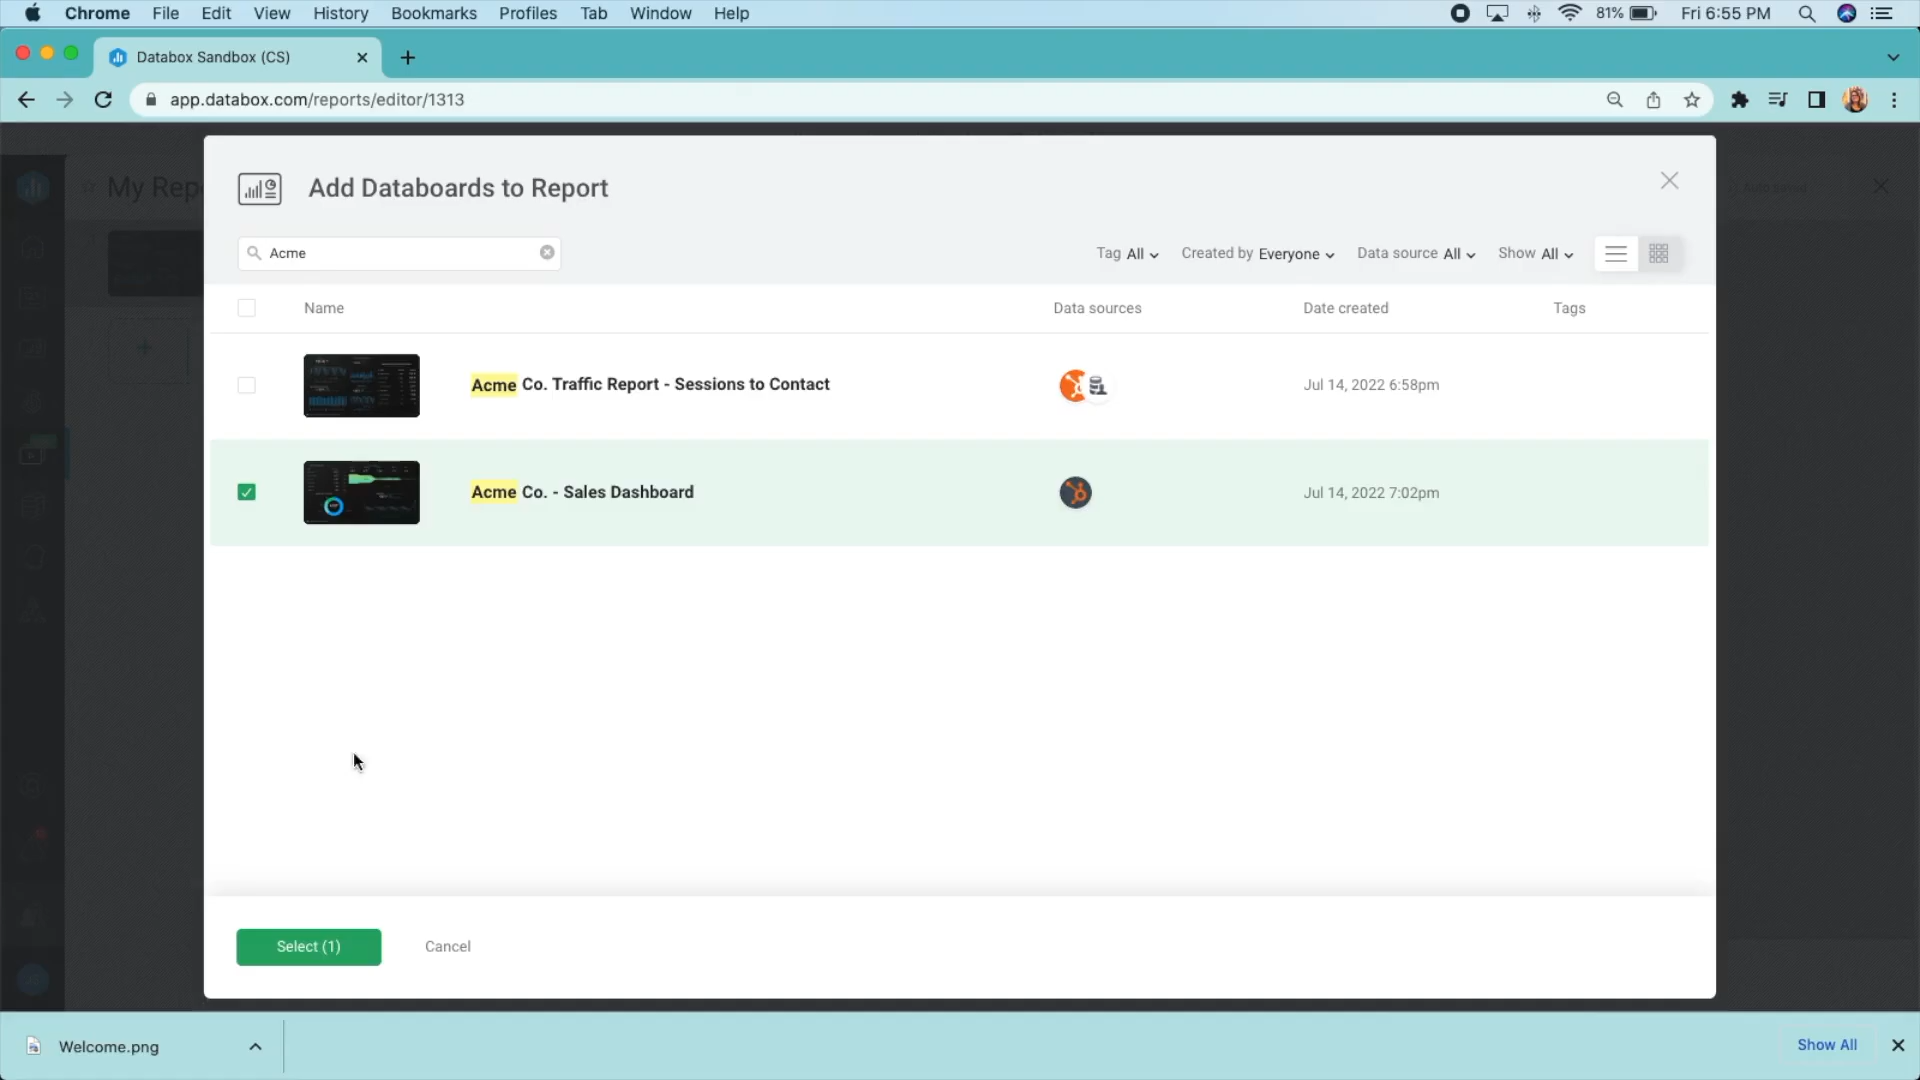 Chrome File Edit View History Bookmarks Profiles Tab Window Help 81% Fri 6:55 PM
Databox Sandbox (CS)
app.databox.com/reports/editor/1313
My Rep
Auto saved
Add Databoards to Report
Acme
Tag All Created by Everyone Data source All Show All
Name Data sources Date created Tags
Acme Co. Traffic Report - Sessions to Contact Jul 14, 2022 6:58pm
Acme Co. - Sales Dashboard Jul 14, 2022 7:02pm
Select (1) Cancel
Welcome.png Show All